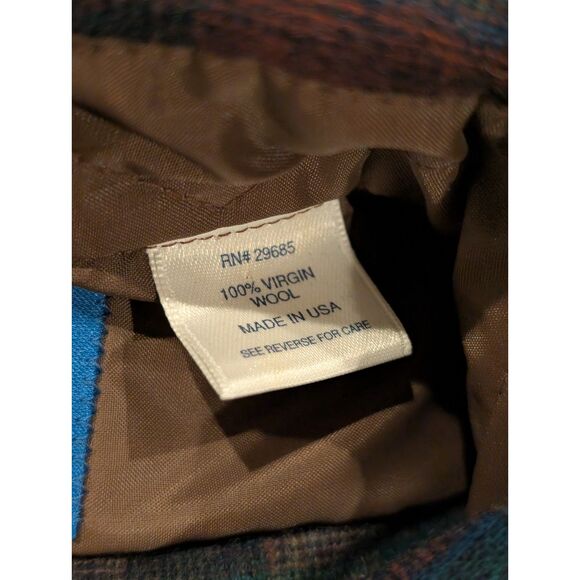 RN# 29685
100% VIRGIN
WOOL
MADE IN USA
SEE REVERSE FOR CARE